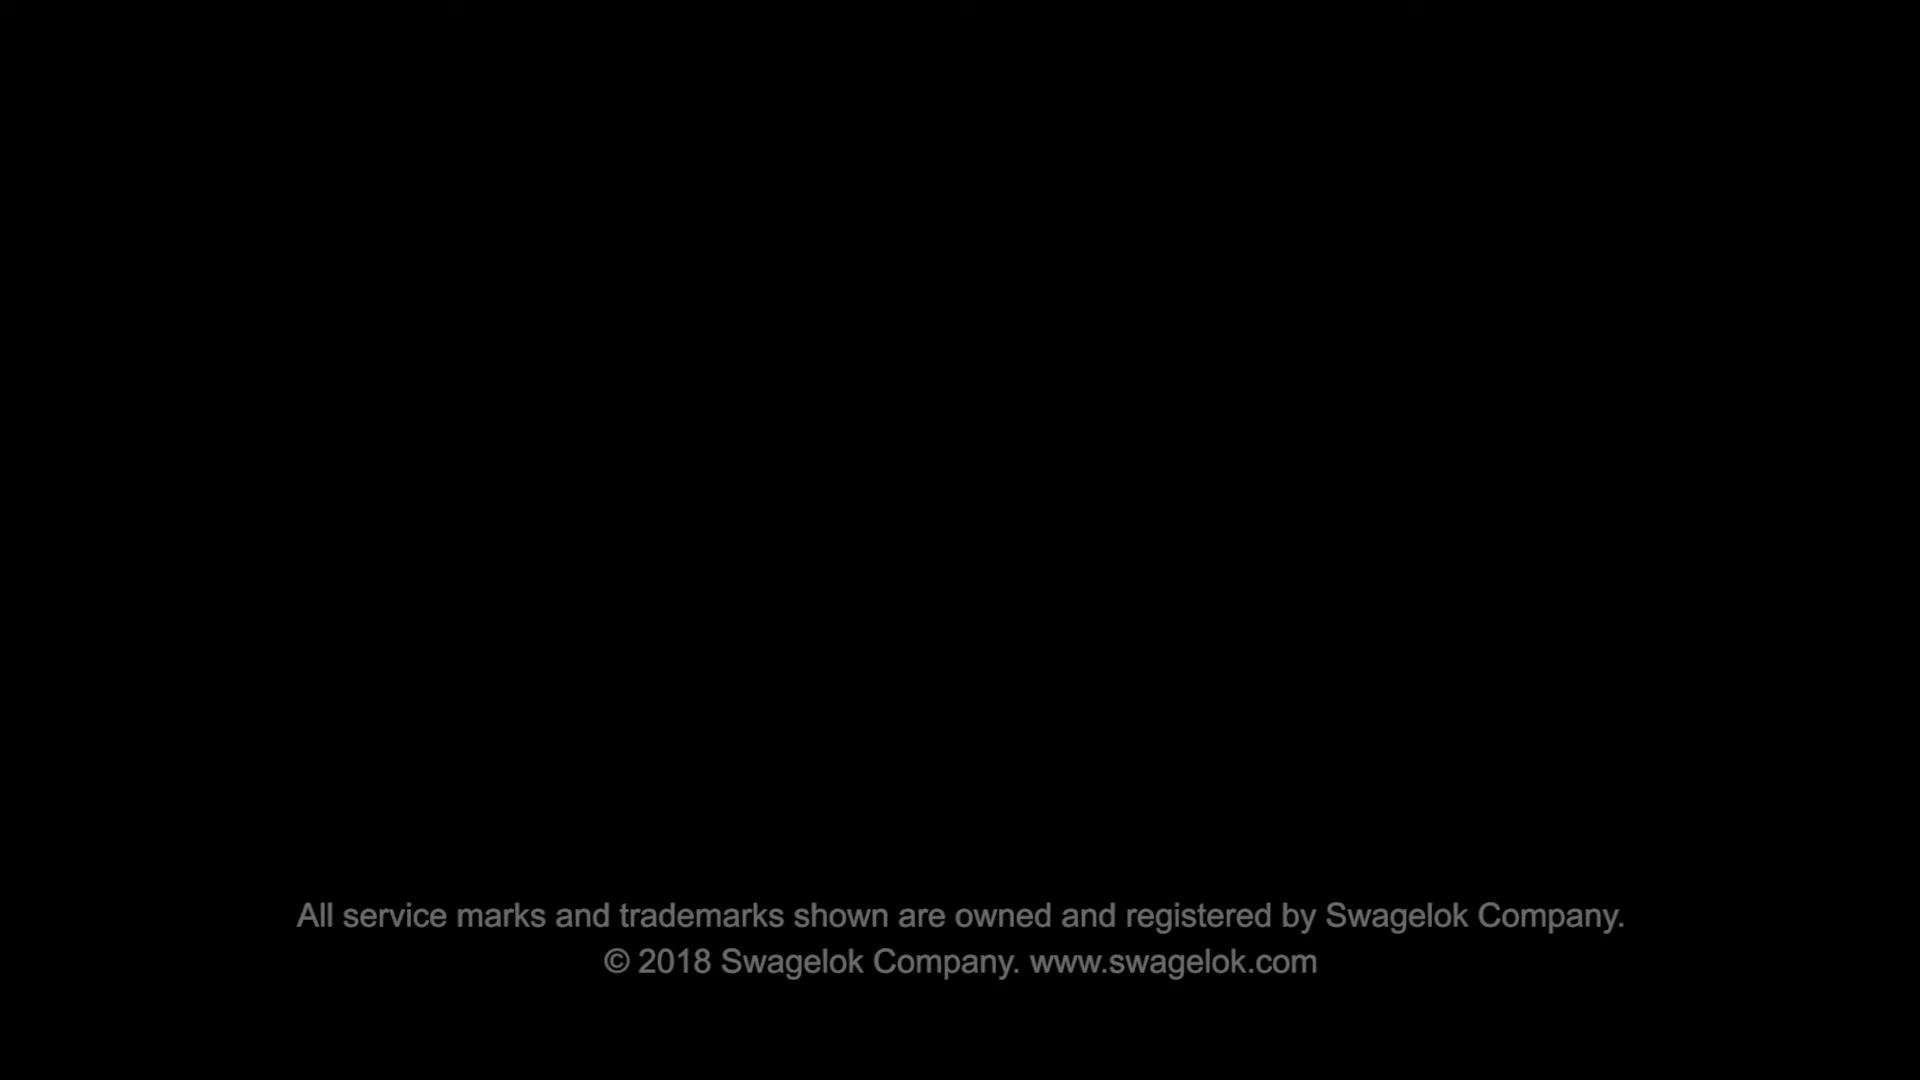 All service marks and trademarks shown are owned and registered by Swagelok Company.
© 2018 Swagelok Company. www.swagelok.com